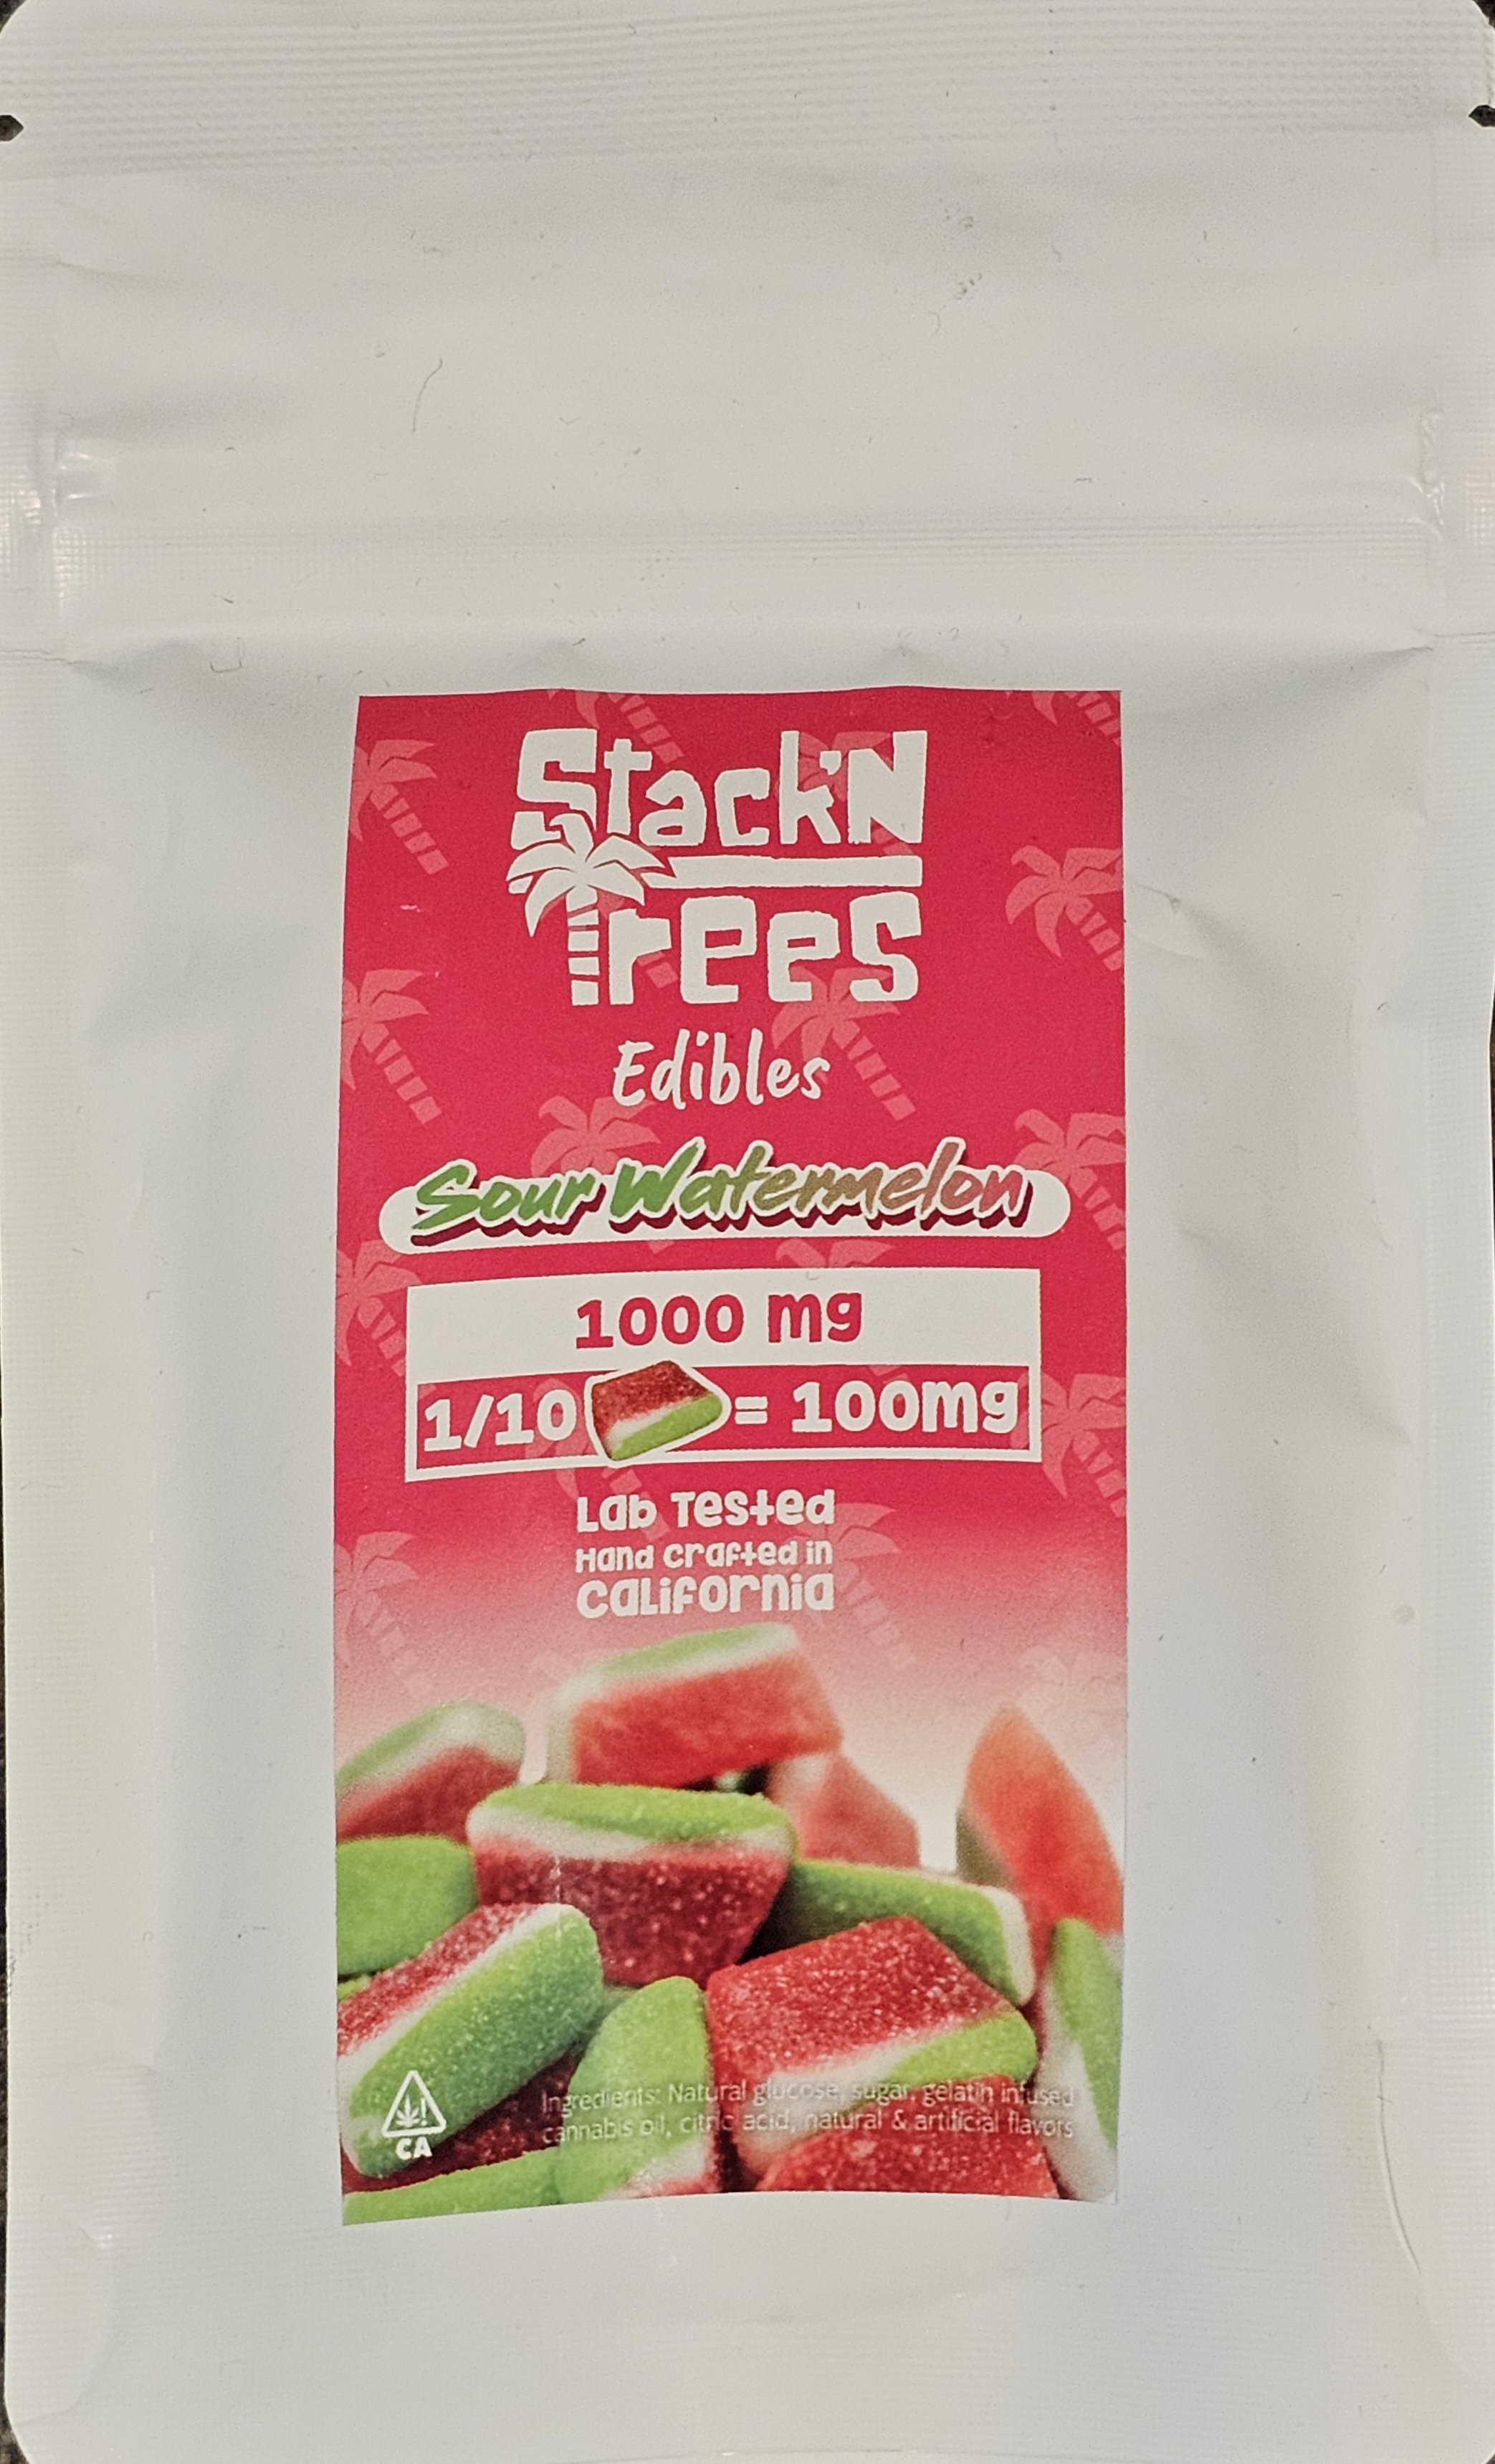 Stack'N
Trees
Edibles
Sour Watermelon
1000 mg
1/10 = 100mg
Lab Tested
Hand crafted in
California
Ingredients: Natural glucose, sugar, gelatin infused
cannabis oil, citric acid, natural & artificial flavors
CA